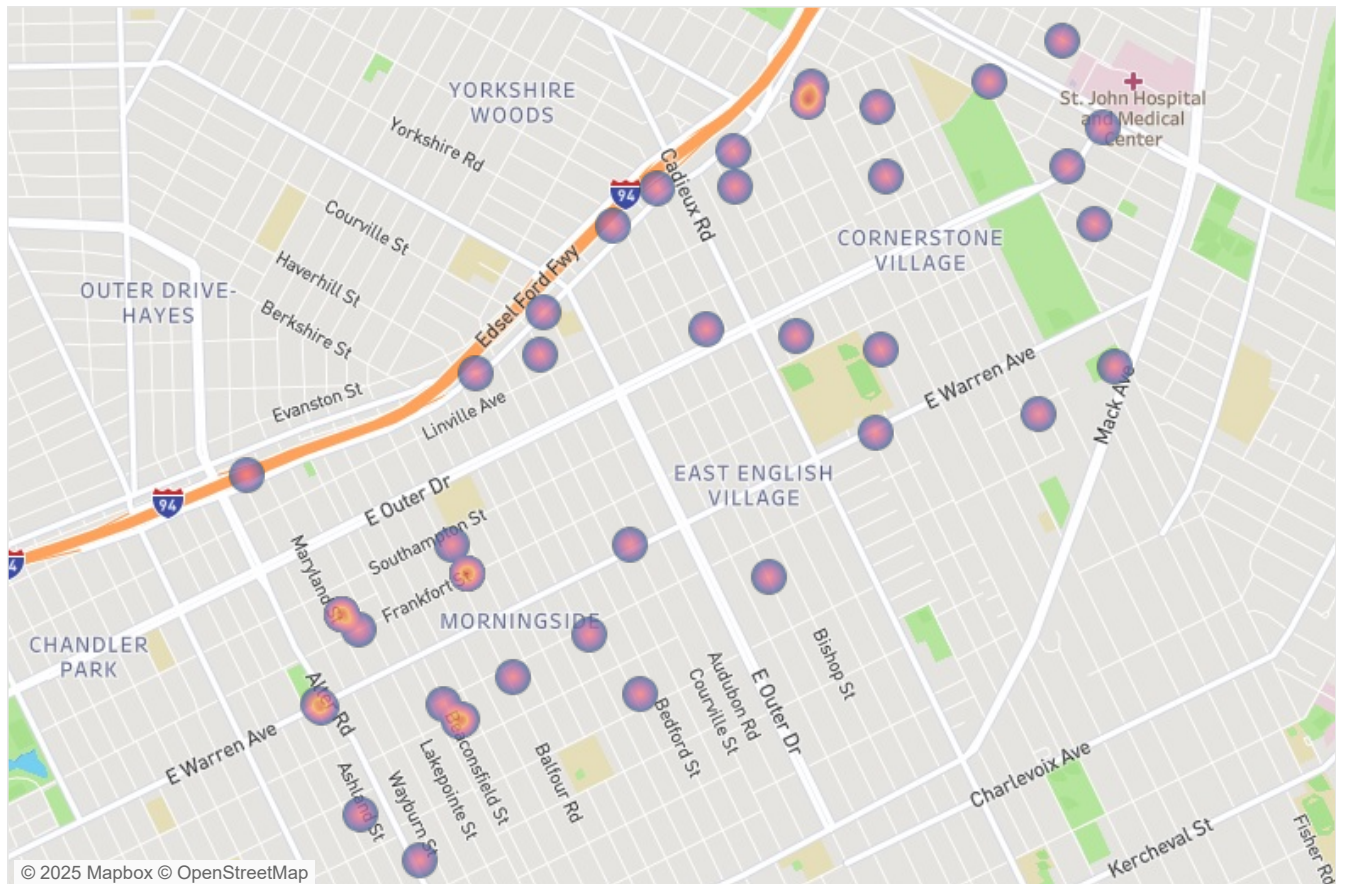 YORKSHIRE
WOODS
St. John Hospital
and Medical
Center
Yorkshire Rd
Cadieux Rd
94
Courville St
CORNERSTONE
VILLAGE
Haverhill St
Edsel Ford Fwy
OUTER DRIVE-
HAYES
Berkshire St
E Warren Ave
Mack Ave
Evanston St
Linville Ave
EAST ENGLISH
VILLAGE
94
E Outer Dr
Southampton St
4
Maryland St
Frankfort St
MORNINGSIDE
CHANDLER
PARK
Bishop St
Alter Rd
Audubon Rd
Courville St
E Outer Dr
Bedford St
E Warren Ave
Beaconsfield St
Lakepointe St
Balfour Rd
Charlevoix Ave
Ashland St
Wayburn St
Kercheval St
Fisher Rd
© 2025 Mapbox © OpenStreetMap